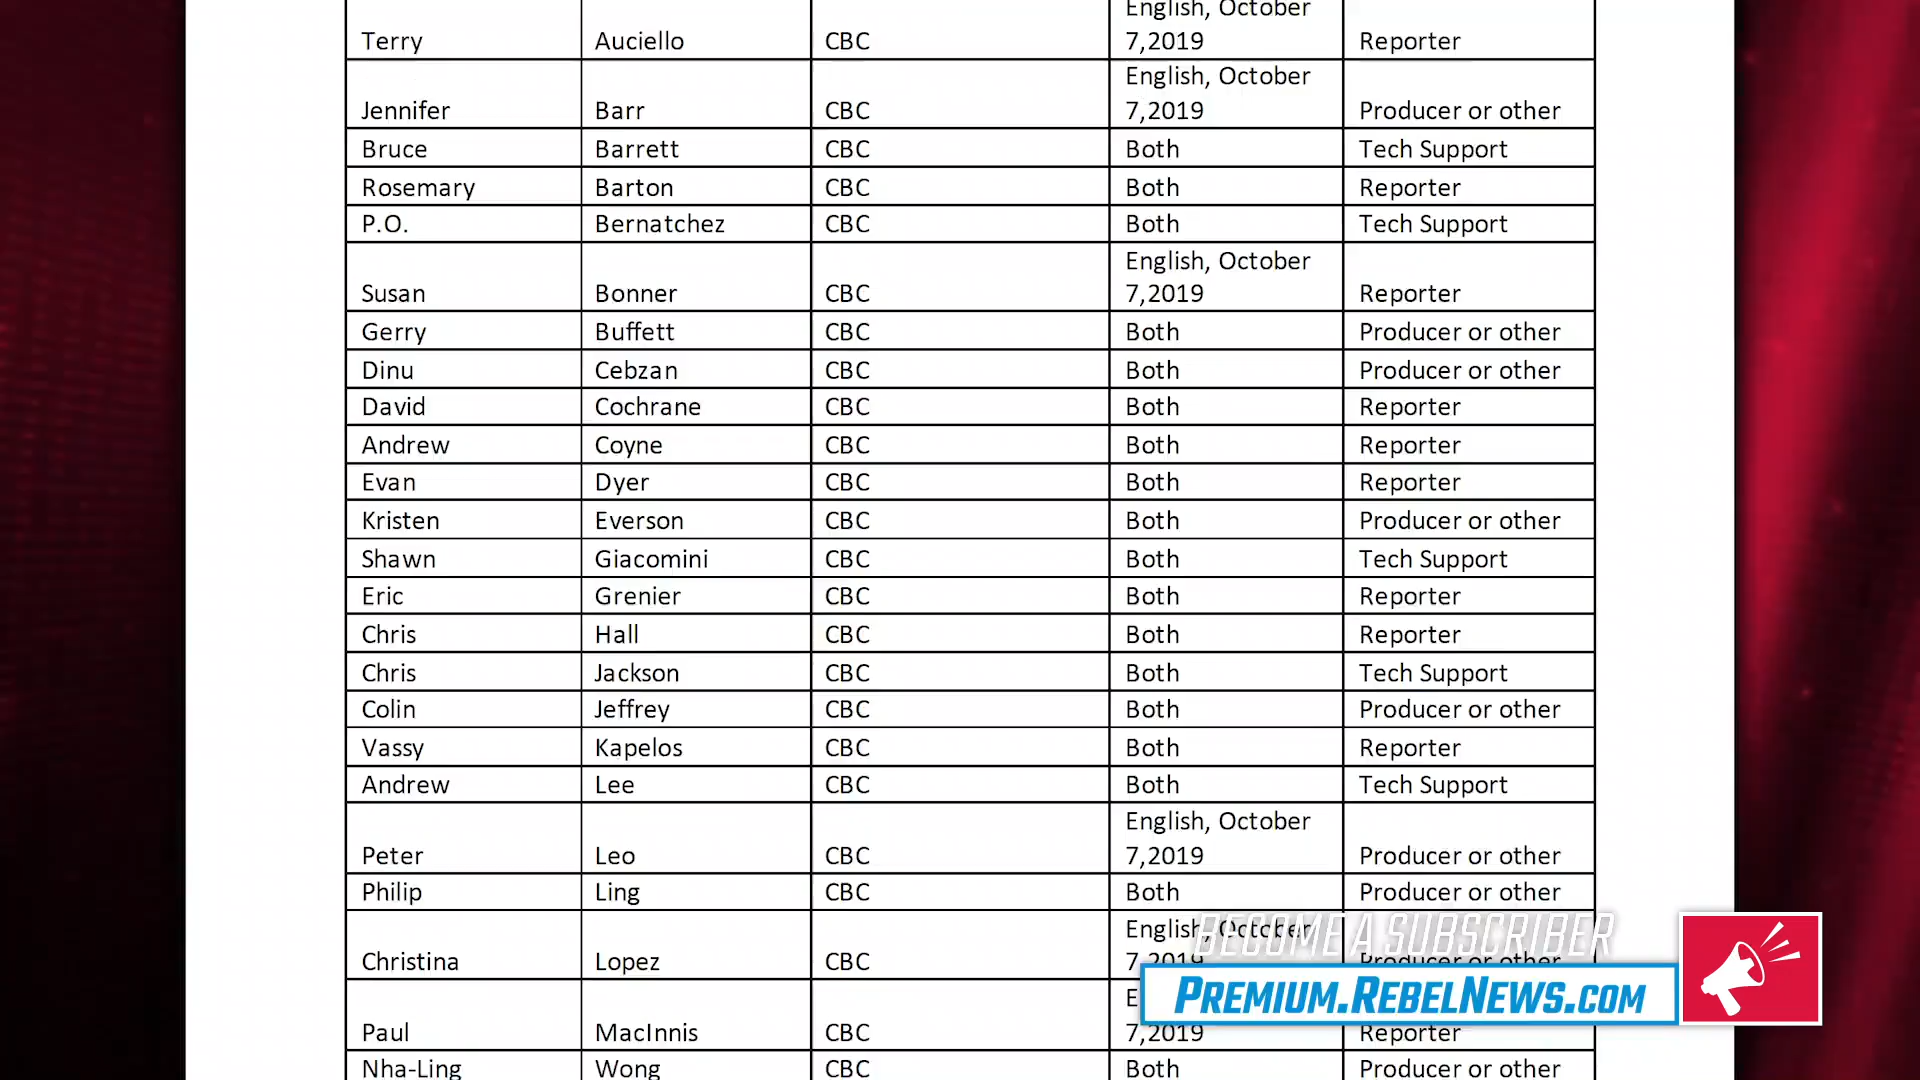 English, October
Terry Auciello CBC 7,2019 Reporter
English, October
Jennifer Barr CBC 7,2019 Producer or other
Bruce Barrett CBC Both Tech Support
Rosemary Barton CBC Both Reporter
P.O. Bernatchez CBC Both Tech Support
English, October
Susan Bonner CBC 7,2019 Reporter
Gerry Buffett CBC Both Producer or other
Dinu Cebzan CBC Both Producer or other
David Cochrane CBC Both Reporter
Andrew Coyne CBC Both Reporter
Evan Dyer CBC Both Reporter
Kristen Everson CBC Both Producer or other
Shawn Giacomini CBC Both Tech Support
Eric Grenier CBC Both Reporter
Chris Hall CBC Both Reporter
Chris Jackson CBC Both Tech Support
Colin Jeffrey CBC Both Producer or other
Vassy Kapelos CBC Both Reporter
Andrew Lee CBC Both Tech Support
English, October
Peter Leo CBC 7,2019 Producer or other
Philip Ling CBC Both Producer or other
English, October
Christina Lopez CBC 7,2019 Producer or other
Paul MacInnis CBC 7,2019 Reporter
Nha-Ling Wong CBC Both Producer or other
BECOME A SUBSCRIBER
PREMIUM.REBELNEWS.COM